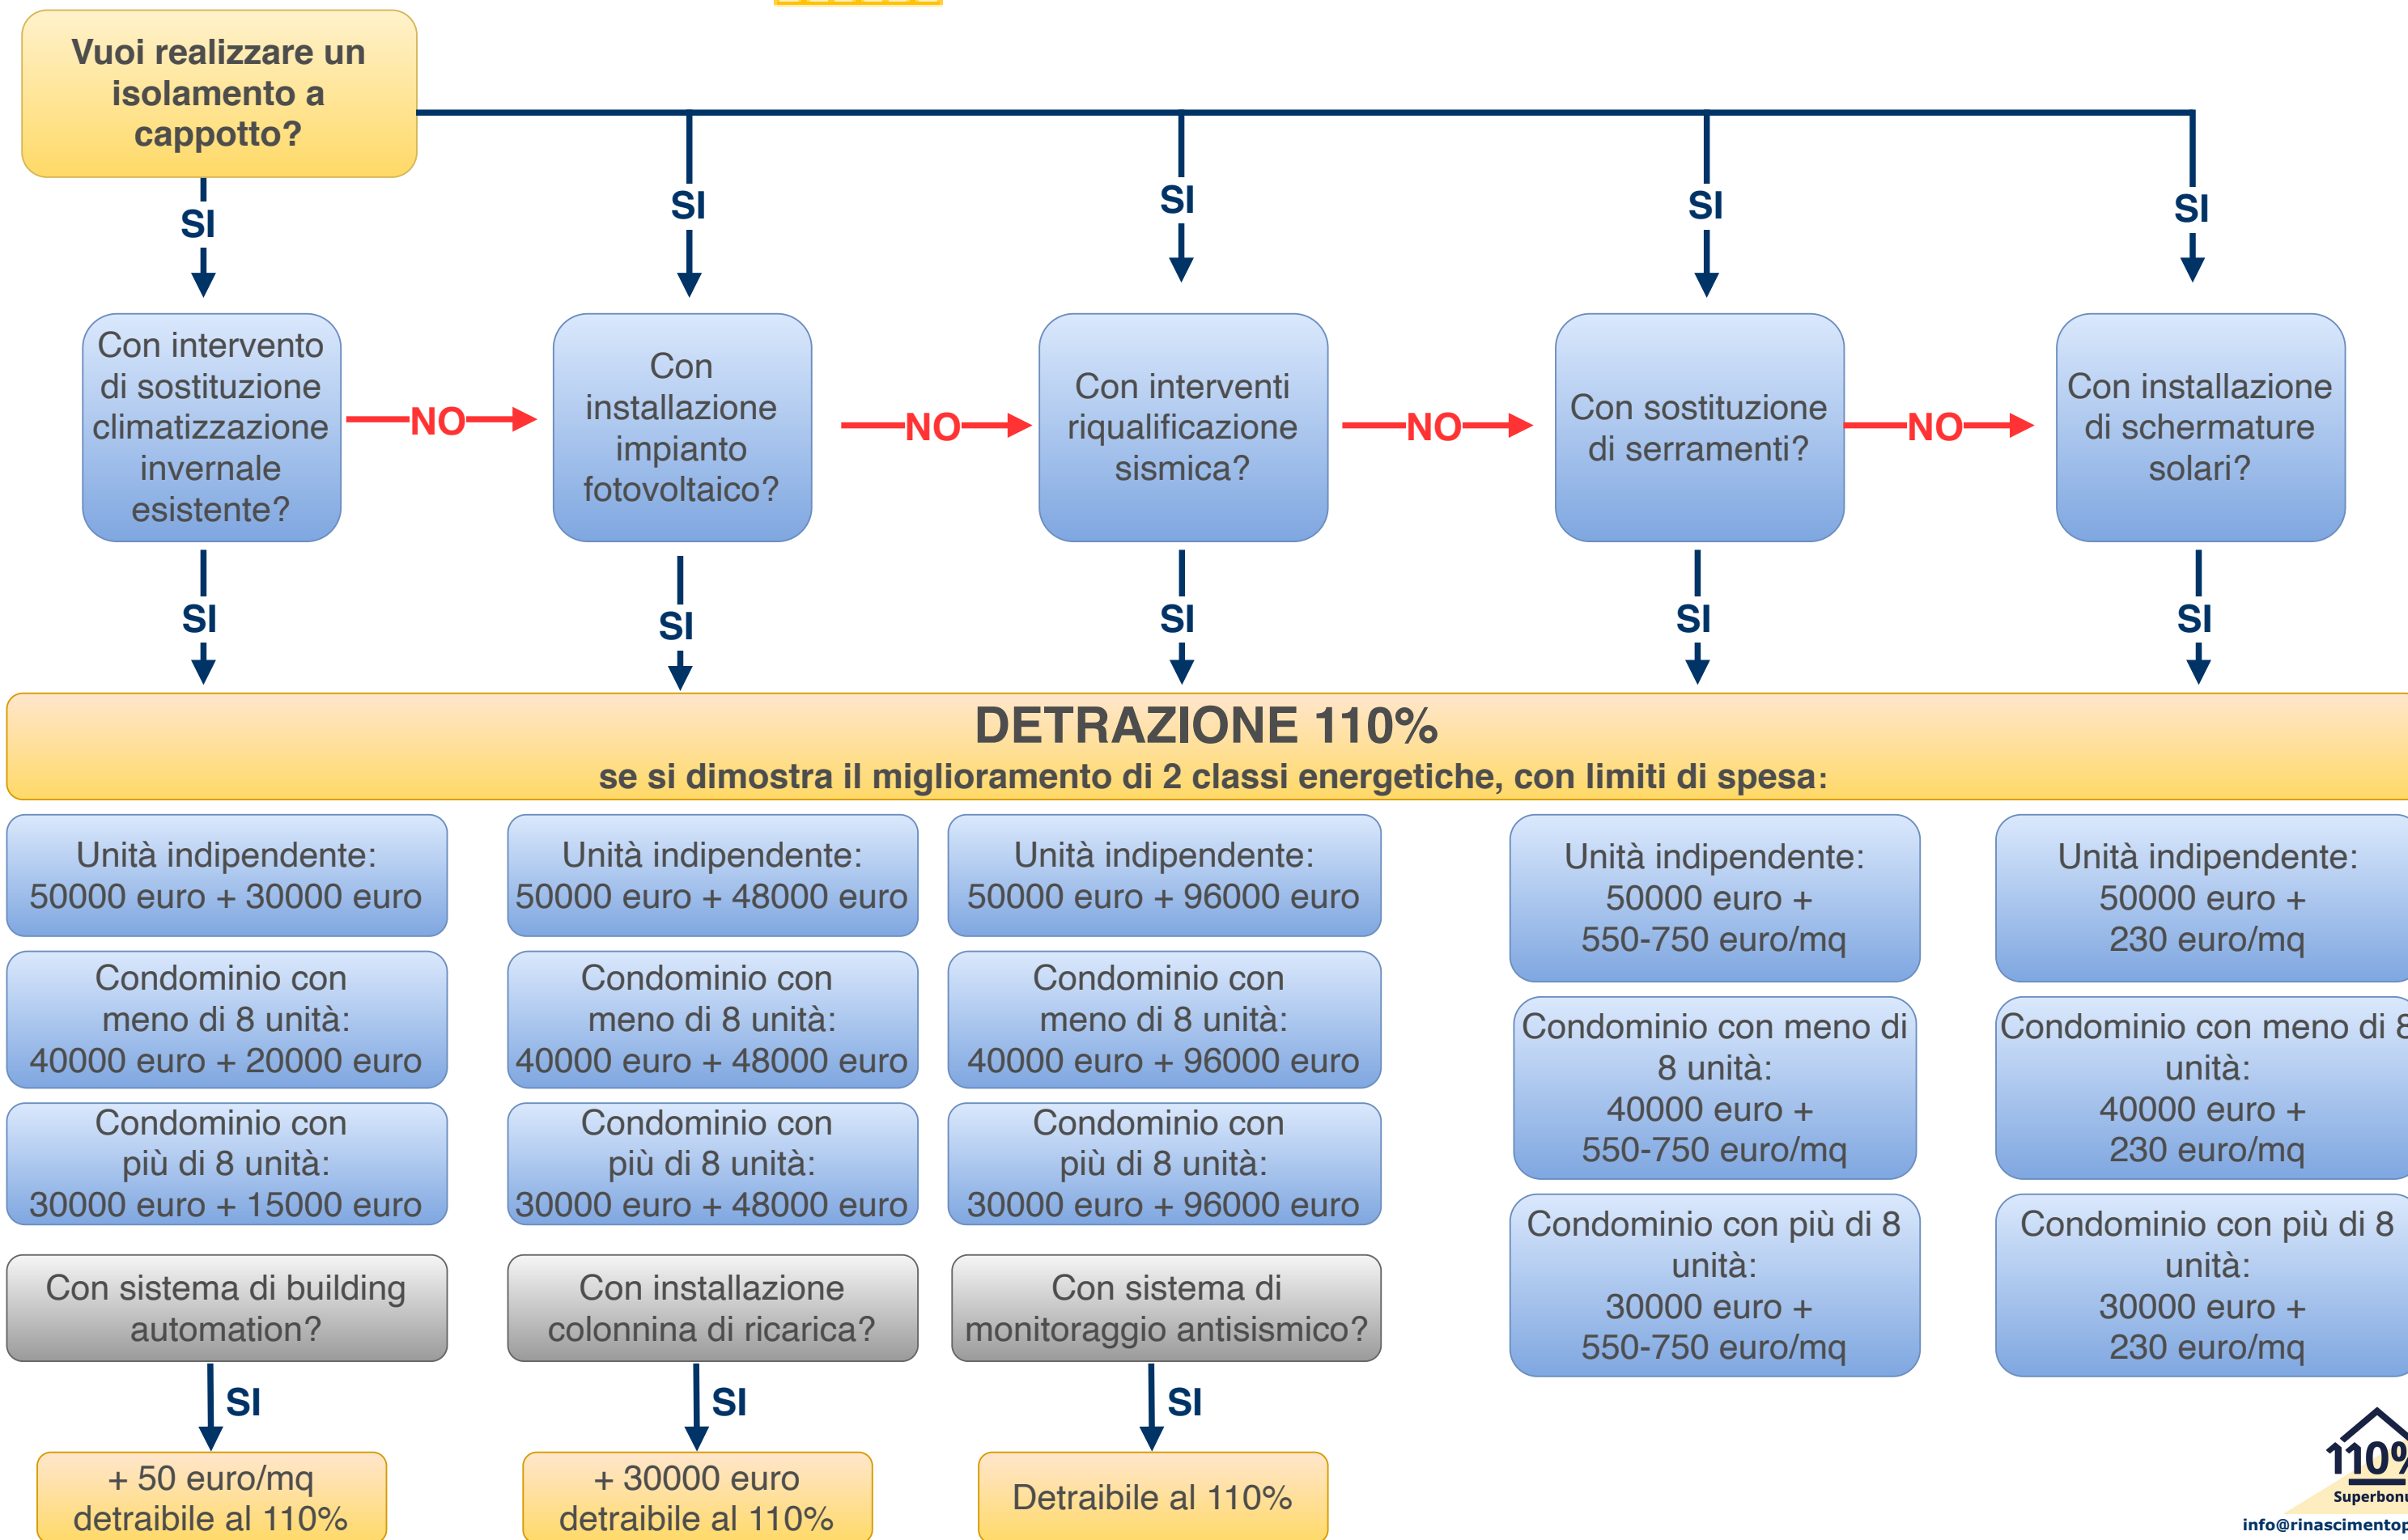 Vuoi realizzare un
isolamento a
cappotto?
SI
SI
SI
SI
SI
Con intervento
di sostituzione
climatizzazione
invernale
esistente?
NO
Con
installazione
impianto
fotovoltaico?
NO
Con interventi
riqualificazione
sismica?
NO
Con sostituzione
di serramenti?
NO
Con installazione
di schermature
solari?
SI
SI
SI
SI
SI
DETRAZIONE 110%
se si dimostra il miglioramento di 2 classi energetiche, con limiti di spesa:
Unità indipendente:
50000 euro + 30000 euro
Condominio con
meno di 8 unità:
40000 euro + 20000 euro
Condominio con
più di 8 unità:
30000 euro + 15000 euro
Con sistema di building
automation?
SI
+ 50 euro/mq
detraibile al 110%
Unità indipendente:
50000 euro + 48000 euro
Condominio con
meno di 8 unità:
40000 euro + 48000 euro
Condominio con
più di 8 unità:
30000 euro + 48000 euro
Con installazione
colonnina di ricarica?
SI
+ 30000 euro
detraibile al 110%
Unità indipendente:
50000 euro + 96000 euro
Condominio con
meno di 8 unità:
40000 euro + 96000 euro
Condominio con
più di 8 unità:
30000 euro + 96000 euro
Con sistema di
monitoraggio antisismico?
SI
Detraibile al 110%
Unità indipendente:
50000 euro +
550-750 euro/mq
Condominio con meno di
8 unità:
40000 euro +
550-750 euro/mq
Condominio con più di 8
unità:
30000 euro +
550-750 euro/mq
Unità indipendente:
50000 euro +
230 euro/mq
Condominio con meno di 8
unità:
40000 euro +
230 euro/mq
Condominio con più di 8
unità:
30000 euro +
230 euro/mq
110%
Superbonu
info@rinascimentop